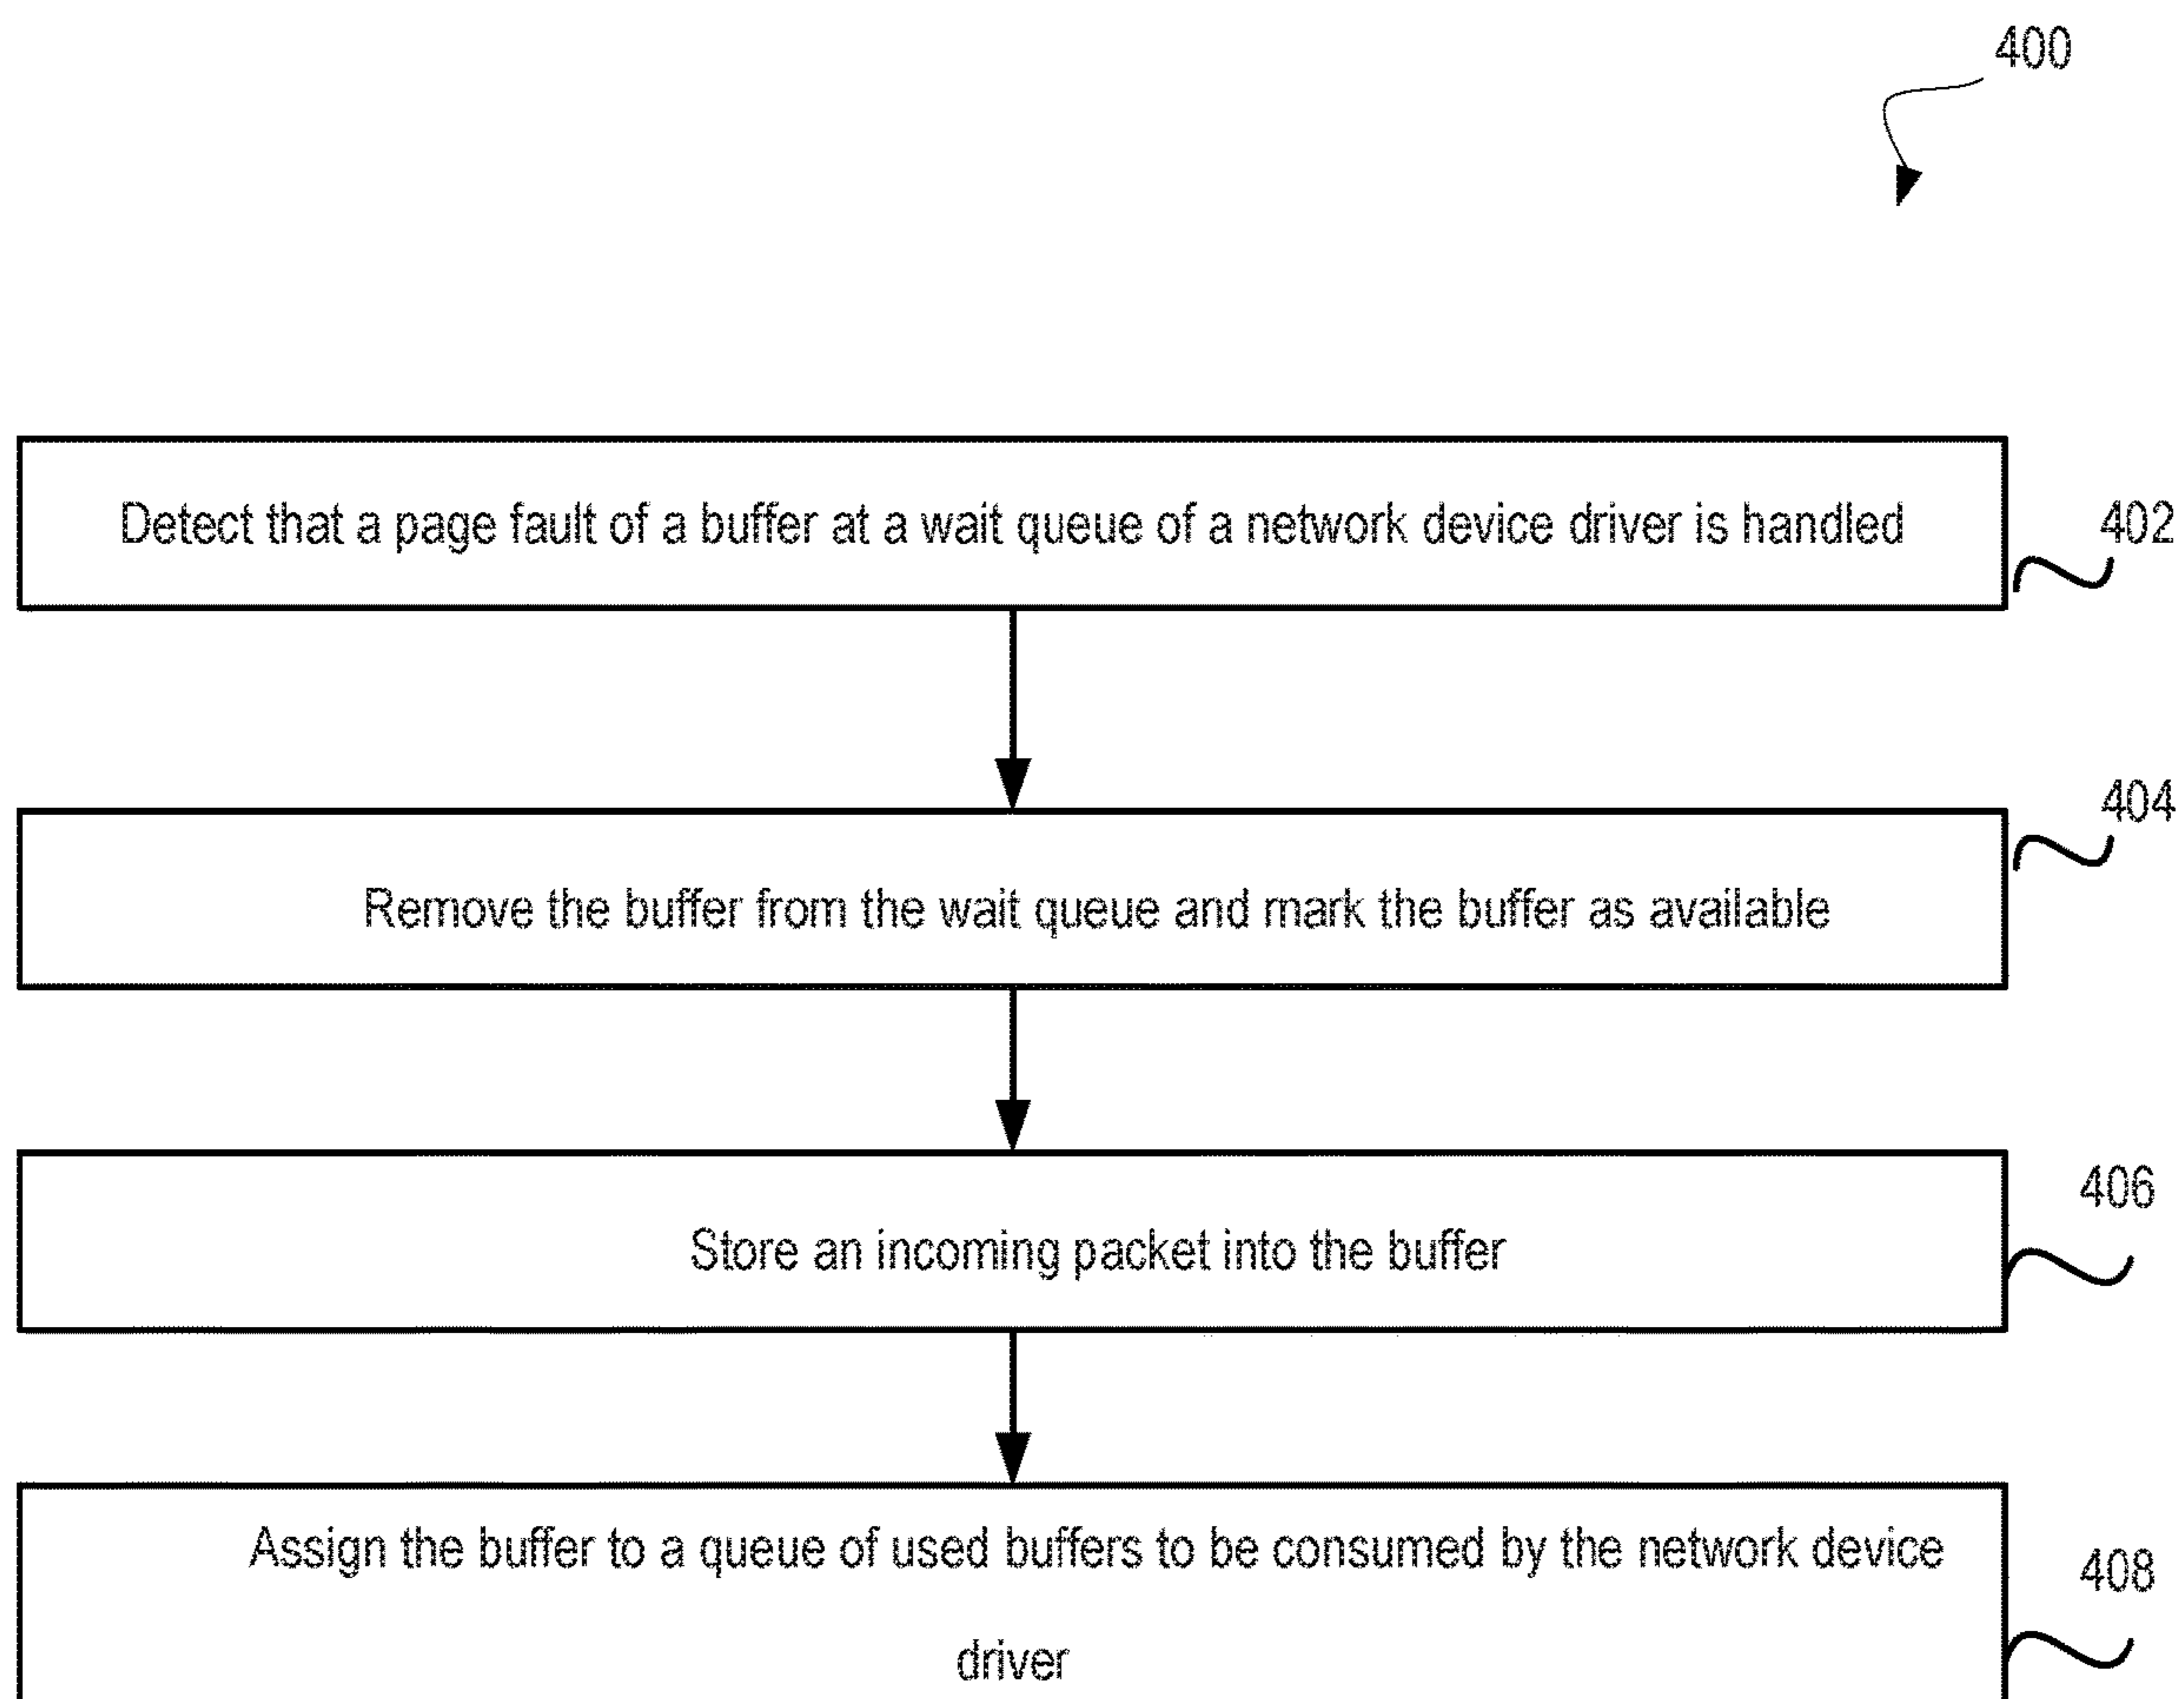 400
Detect that a page fault of a buffer at a wait queue of a network device driver is handled
402
404
Remove the buffer from the wait queue and mark the buffer as available
406
Store an incoming packet into the buffer
Assign the buffer to a queue of used buffers to be consumed by the network device
408
driver